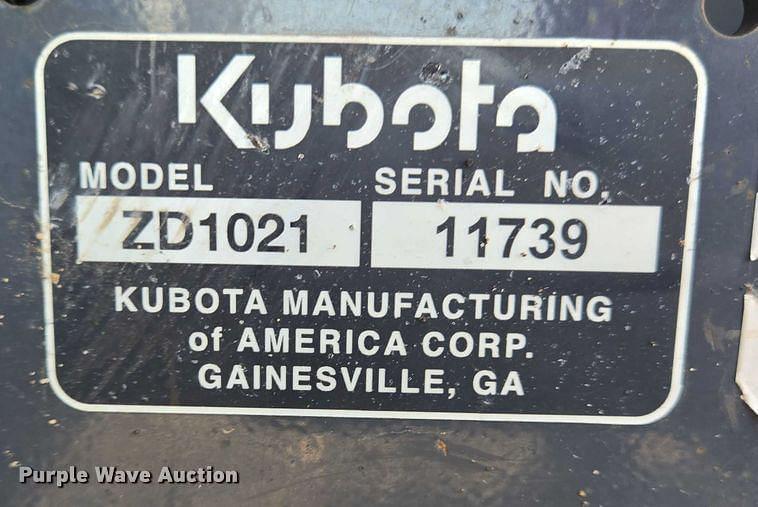 Kubota
MODEL SERIAL NO.
ZD1021 11739
KUBOTA MANUFACTURING
of AMERICA CORP.
GAINESVILLE, GA
Purple Wave Auction